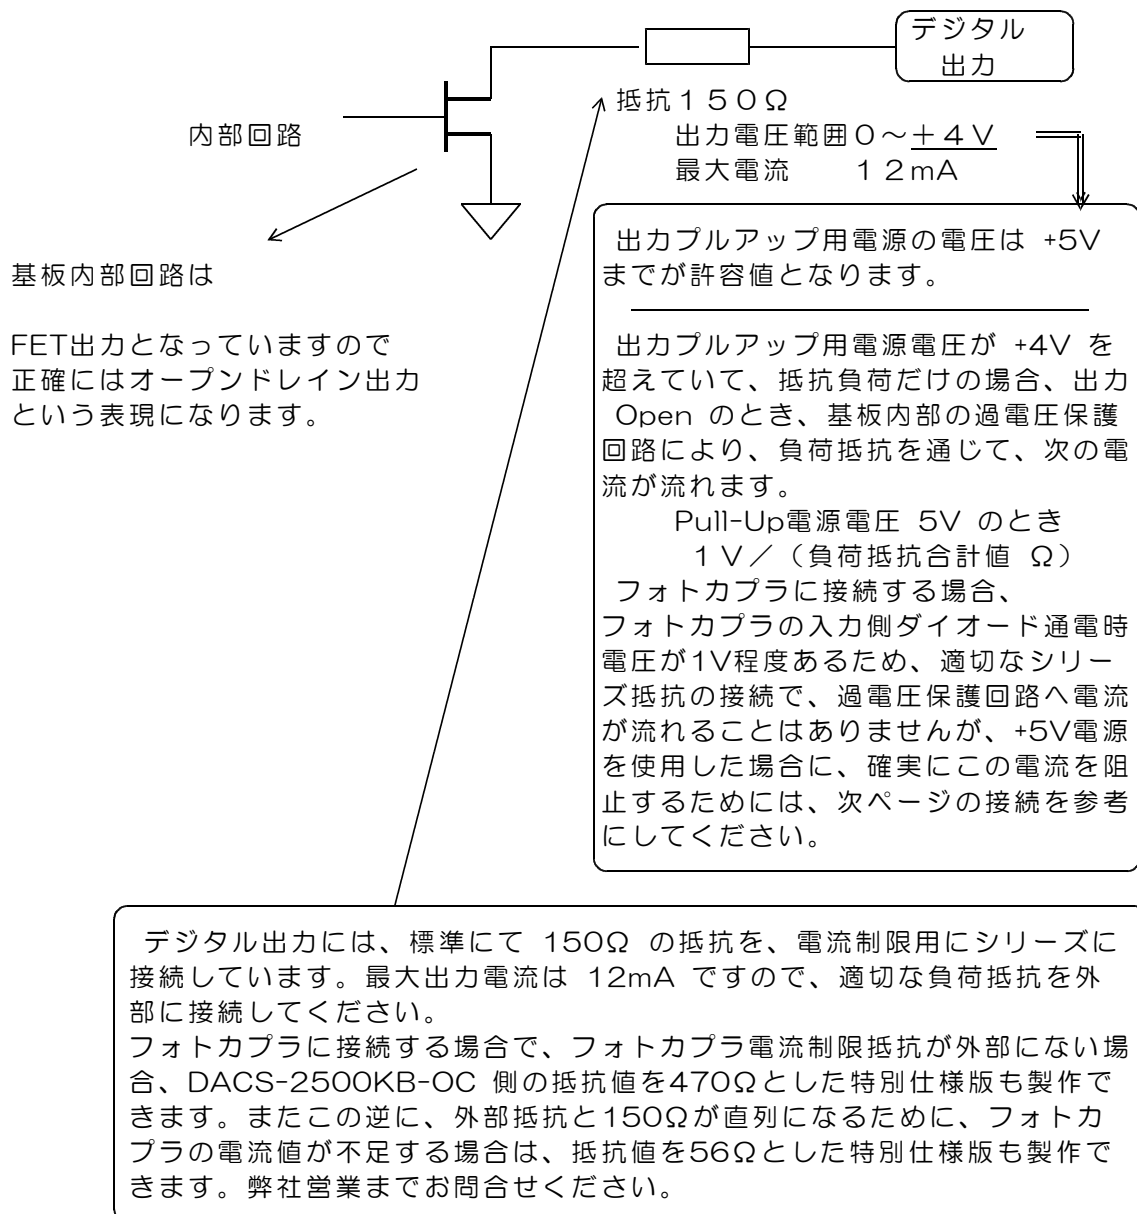 デジタル
出力
抵抗１５０Ω
出力電圧範囲０～＋４Ｖ
最大電流　１２mA
内部回路
基板内部回路は
FET出力となっていますので
正確にはオープンドレイン出力
という表現になります。
出力プルアップ用電源の電圧は +5V
までが許容値となります。
出力プルアップ用電源電圧が +4V を
超えていて、抵抗負荷だけの場合、出力
Open のとき、基板内部の過電圧保護
回路により、負荷抵抗を通じて、次の電
流が流れます。
Pull-Up電源電圧 5V のとき
１Ｖ／（負荷抵抗合計値 Ω）
フォトカプラに接続する場合、
フォトカプラの入力側ダイオード通電時
電圧が1V程度あるため、適切なシリー
ズ抵抗の接続で、過電圧保護回路へ電流
が流れることはありませんが、+5V電源
を使用した場合に、確実にこの電流を阻
止するためには、次ページの接続を参考
にしてください。
デジタル出力には、標準にて 150Ω の抵抗を、電流制限用にシリーズに
接続しています。最大出力電流は 12mA ですので、適切な負荷抵抗を外
部に接続してください。
フォトカプラに接続する場合で、フォトカプラ電流制限抵抗が外部にない場
合、DACS-2500KB-OC 側の抵抗値を470Ωとした特別仕様版も製作で
きます。またこの逆に、外部抵抗と150Ωが直列になるために、フォトカ
プラの電流値が不足する場合は、抵抗値を56Ωとした特別仕様版も製作で
きます。弊社営業までお問合せください。